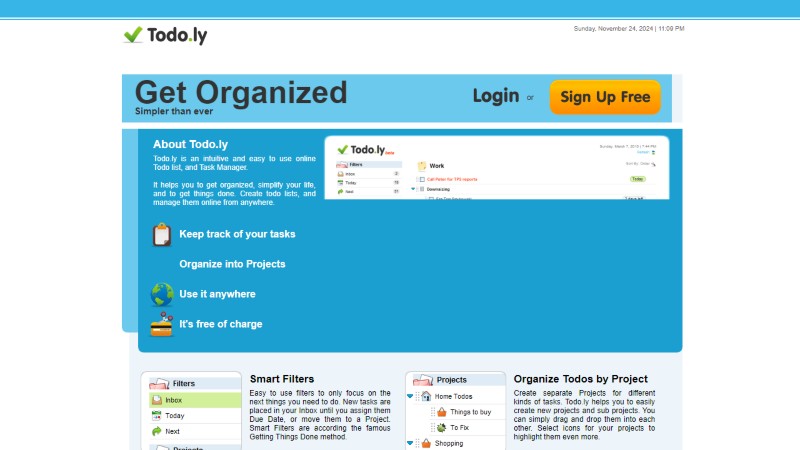 Todo.ly
Sunday, November 24, 2024 | 11:09 PM
Get Organized
Simpler than ever
Login or Sign Up Free
About Todo.ly
Todo.ly is an intuitive and easy to use online
Todo list, and Task Manager.
It helps you to get organized, simplify your life,
and to get things done. Create todo lists, and
manage them online from anywhere.
Todo.ly
Filters
Inbox
Today
Next
Work
Call Peter for TPS reports
Today
Downsizing
Keep track of your tasks
Organize into Projects
Use it anywhere
It's free of charge
Filters
Inbox
Today
Next
Projects
Smart Filters
Easy to use filters to only focus on the
next things you need to do. New tasks are
placed in your Inbox until you assign them
Due Date, or move them to a Project.
Smart Filters are according the famous
Getting Things Done method.
Projects
Home Todos
Things to buy
To Fix
Shopping
Organize Todos by Project
Create separate Projects for different
kinds of tasks. Todo.ly helps you to easily
create new projects and sub projects. You
can simply drag and drop them into each
other. Select icons for your projects to
highlight them even more.